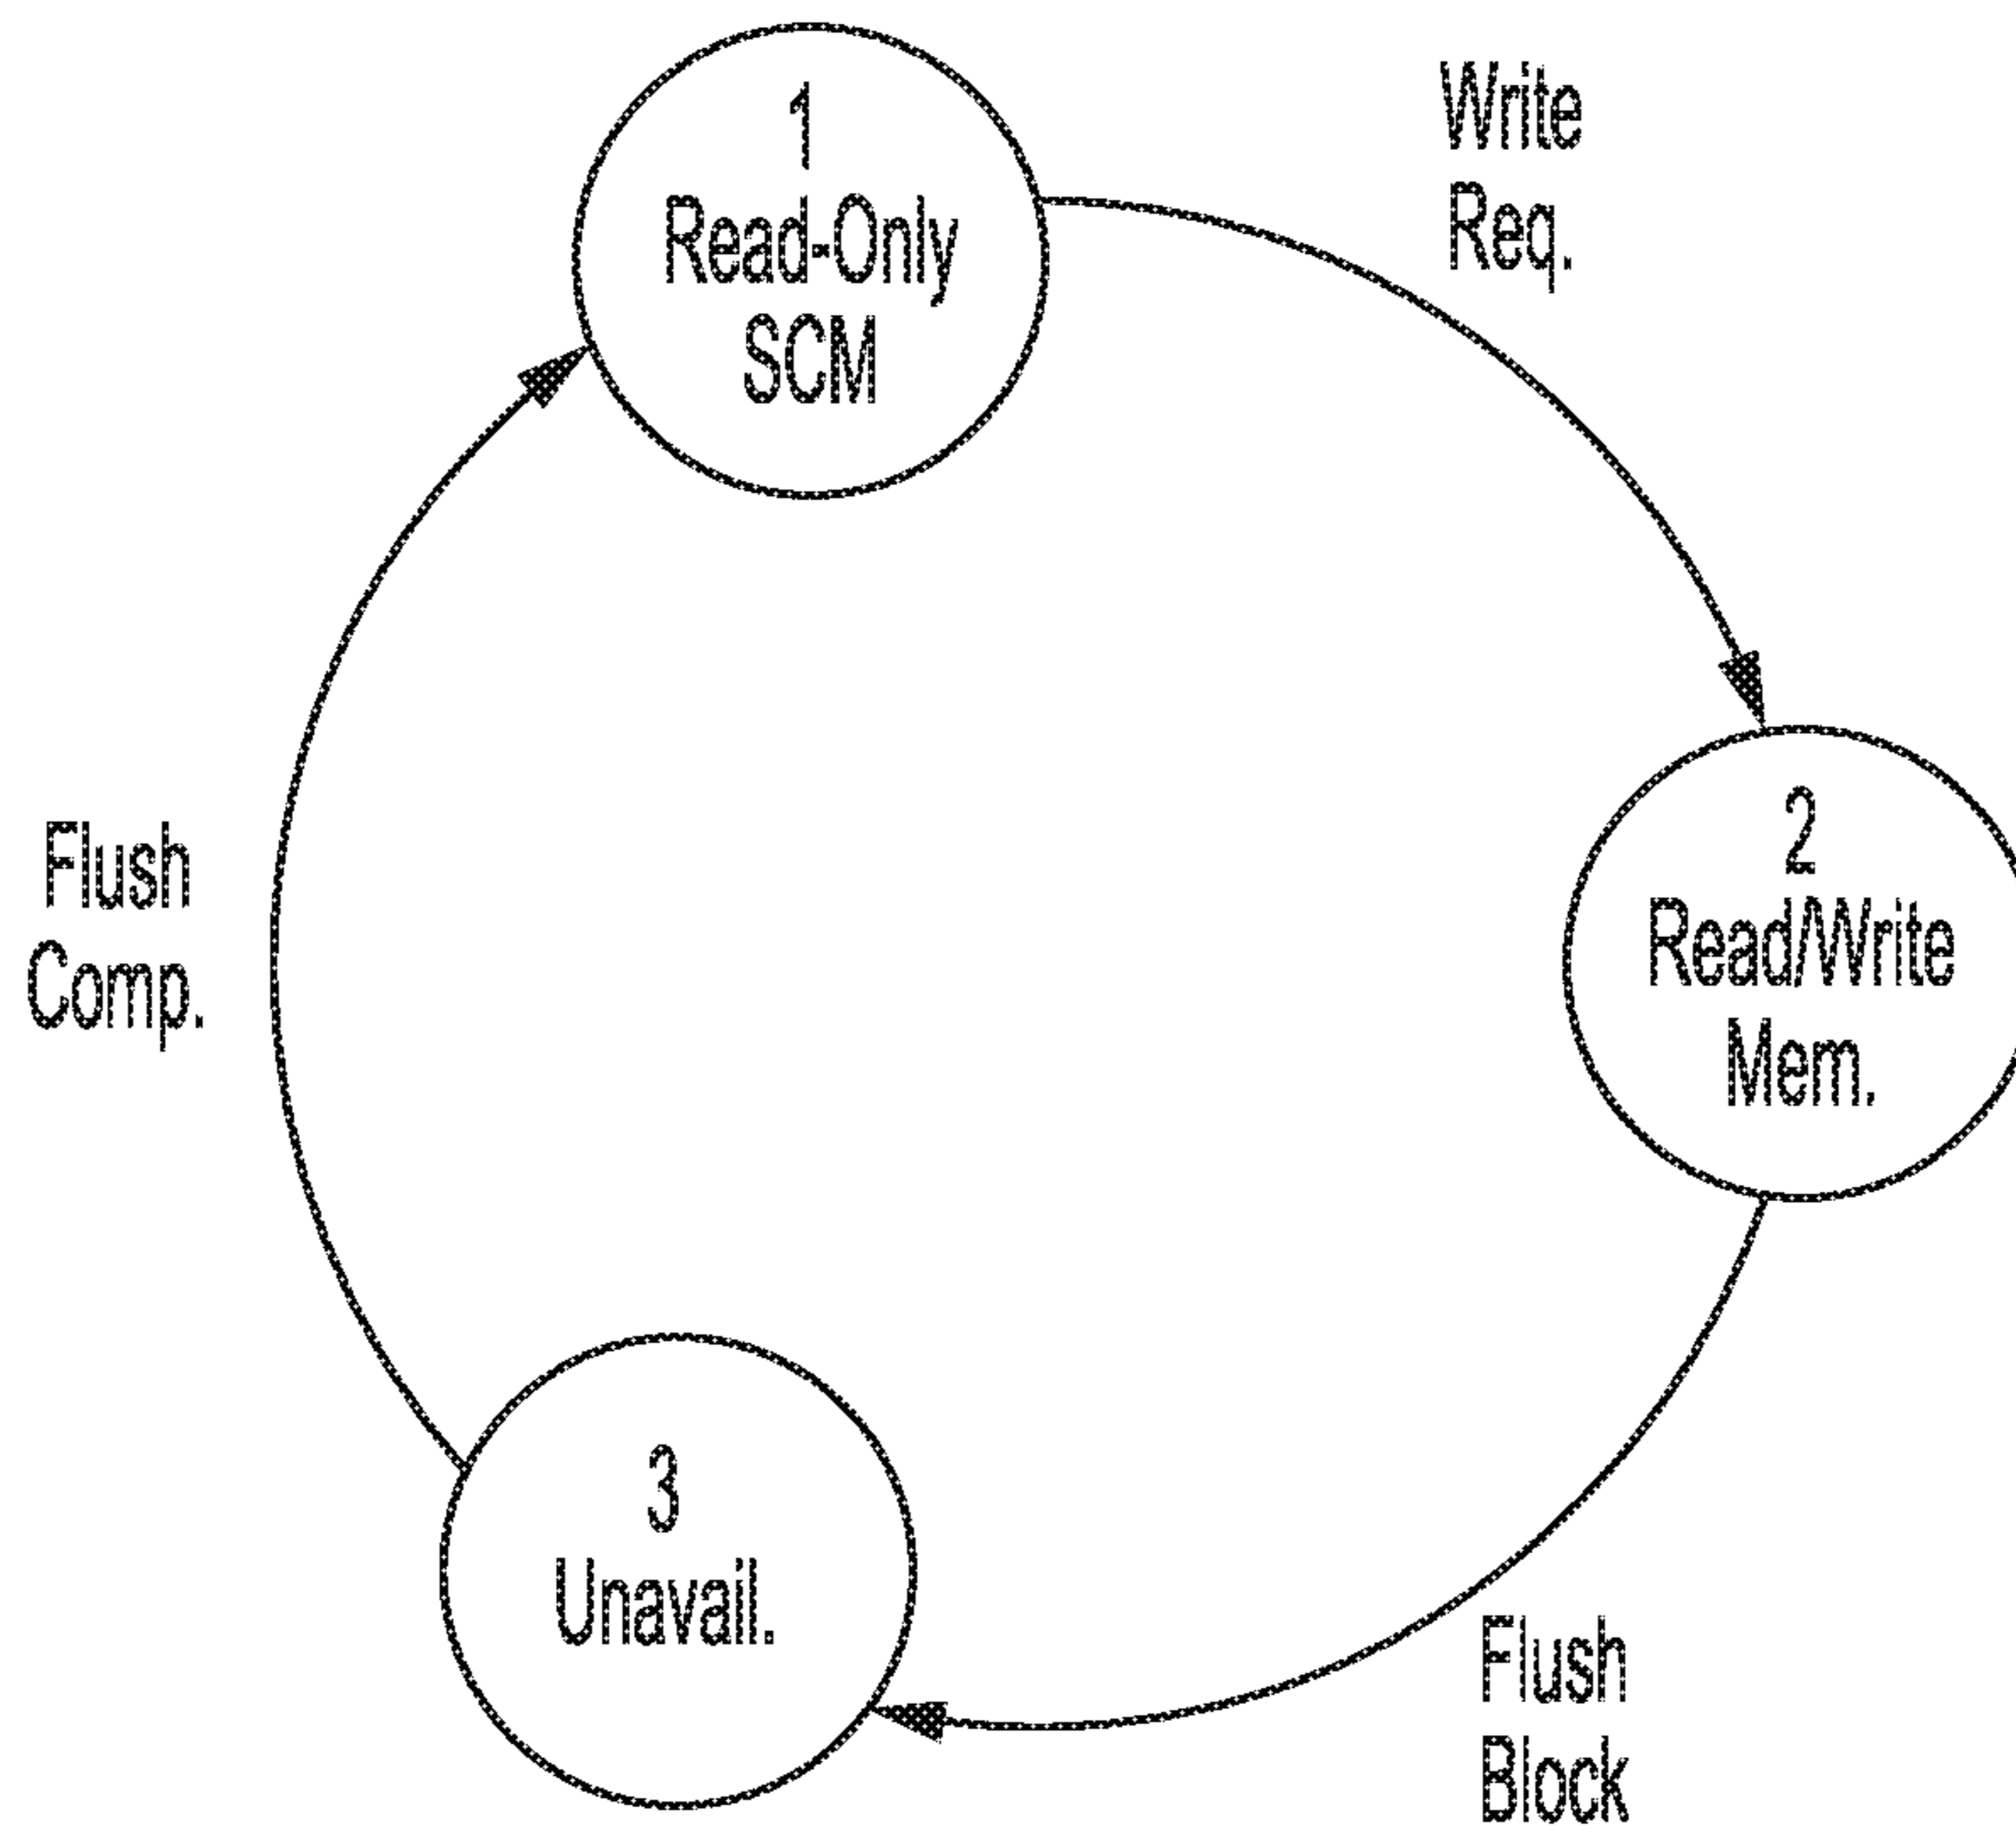 1
Read-Only
SCM
Write
Req.
2
Read/Write
Mem.
Flush
Comp.
3
Unavail.
Flush
Block